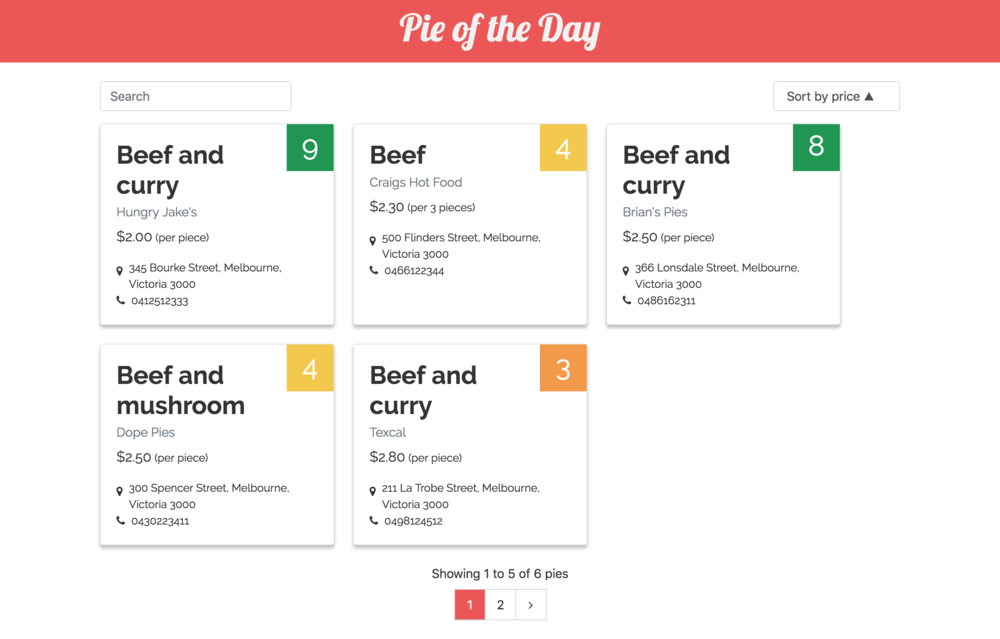 Pie of the Day
Search
Sort by price ▲
Beef and
curry
9
Hungry Jake's
$2.00 (per piece)
345 Bourke Street, Melbourne,
Victoria 3000
0412512333
Beef
4
Craigs Hot Food
$2.30 (per 3 pieces)
500 Flinders Street, Melbourne,
Victoria 3000
0466122344
Beef and
curry
8
Brian's Pies
$2.50 (per piece)
366 Lonsdale Street, Melbourne,
Victoria 3000
0486162311
Beef and
mushroom
4
Dope Pies
$2.50 (per piece)
300 Spencer Street, Melbourne,
Victoria 3000
0430223411
Beef and
curry
3
Texcal
$2.80 (per piece)
211 La Trobe Street, Melbourne,
Victoria 3000
0498124512
Showing 1 to 5 of 6 pies
1 2 ›